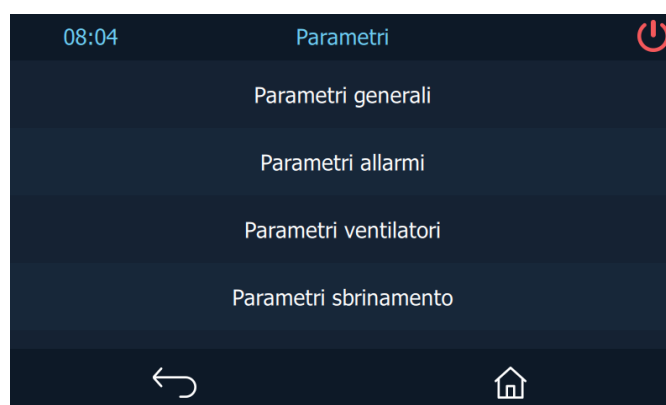 08:04 Parametri
Parametri generali
Parametri allarmi
Parametri ventilatori
Parametri sbrinamento